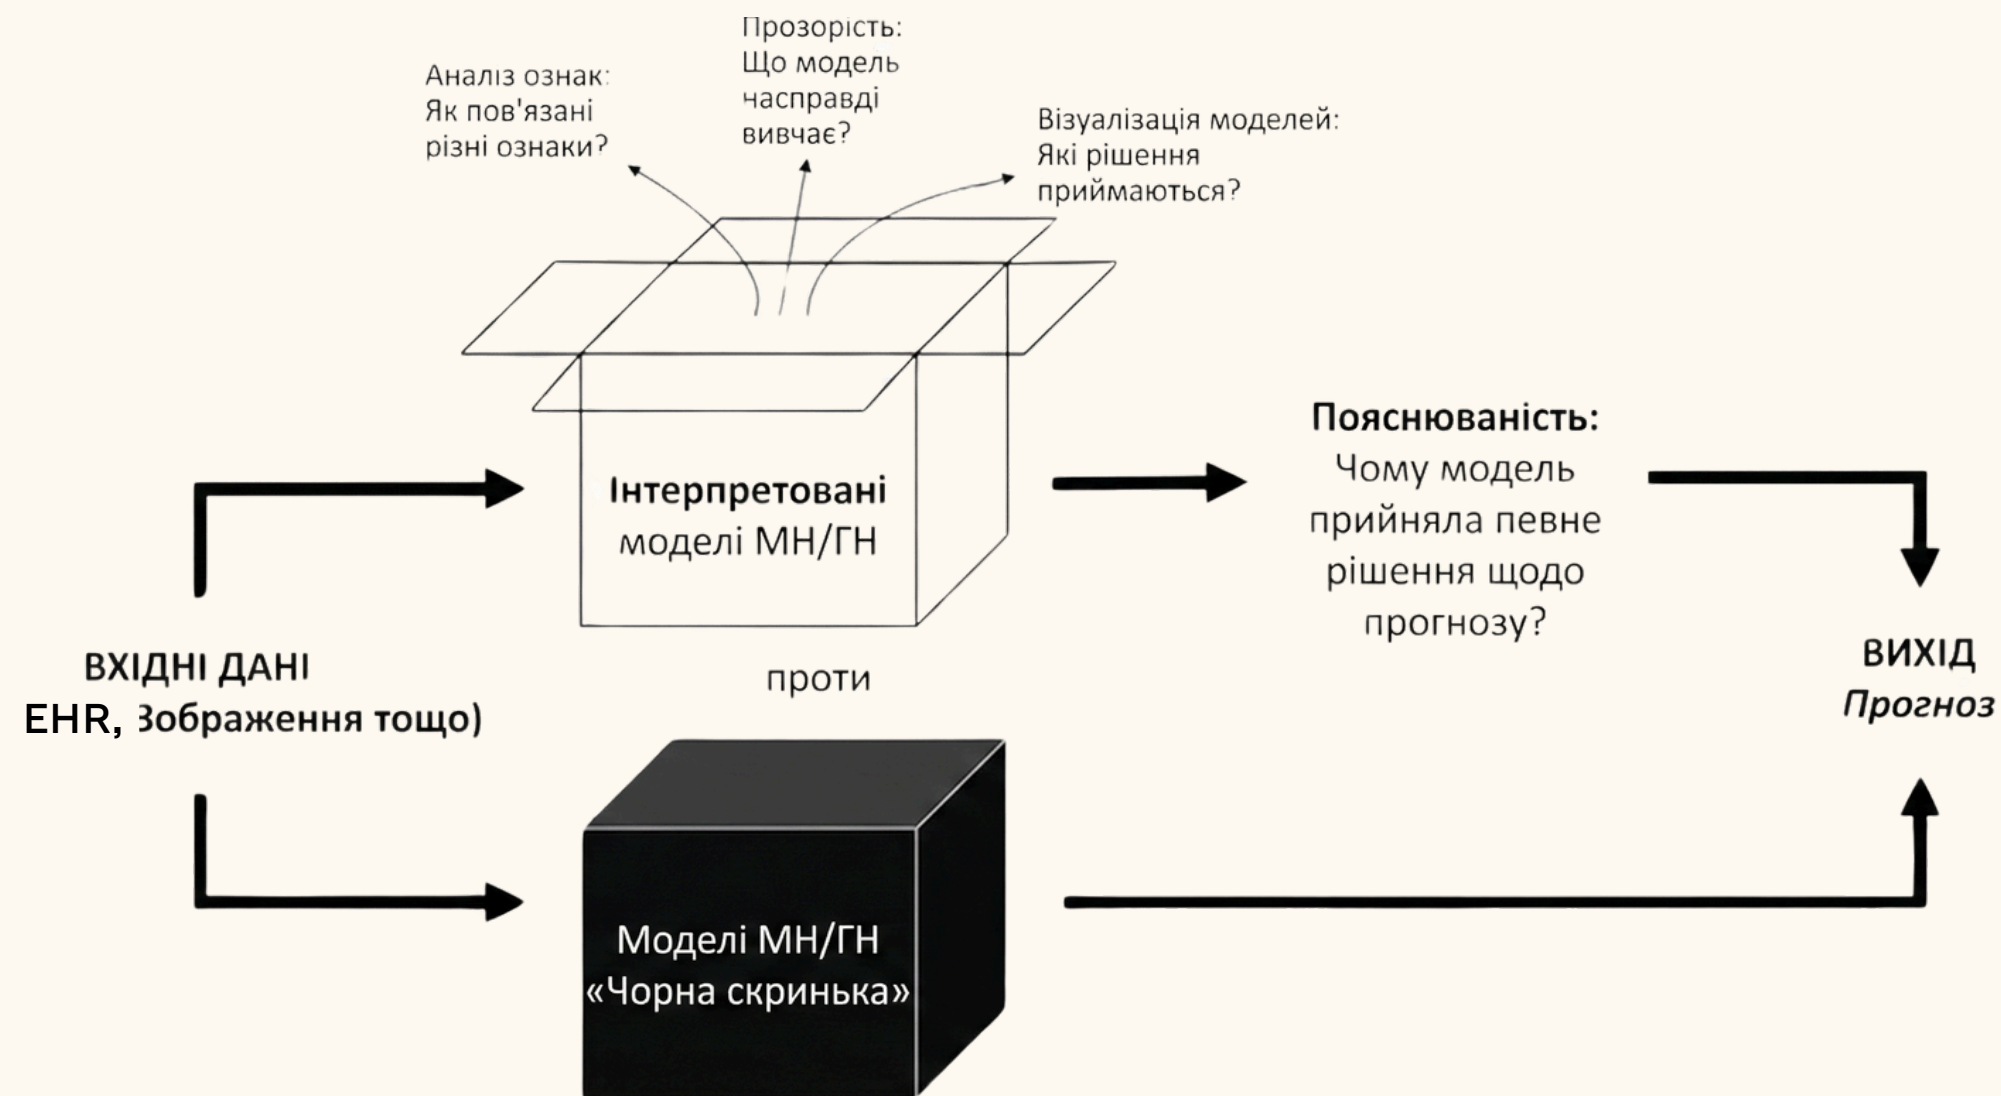 Прозорість:
Що модель
насправді
вивчає?
Аналіз ознак:
Як пов'язані
різні ознаки?
Візуалізація моделей:
Які рішення
приймаються?
Інтерпретовані
моделі МН/ГН
Пояснюваність:
Чому модель
прийняла певне
рішення щодо
прогнозу?
ВХІДНІ ДАНІ
EHR, Зображення тощо)
проти
ВИХІД
Прогноз
Моделі МН/ГН
«Чорна скринька»